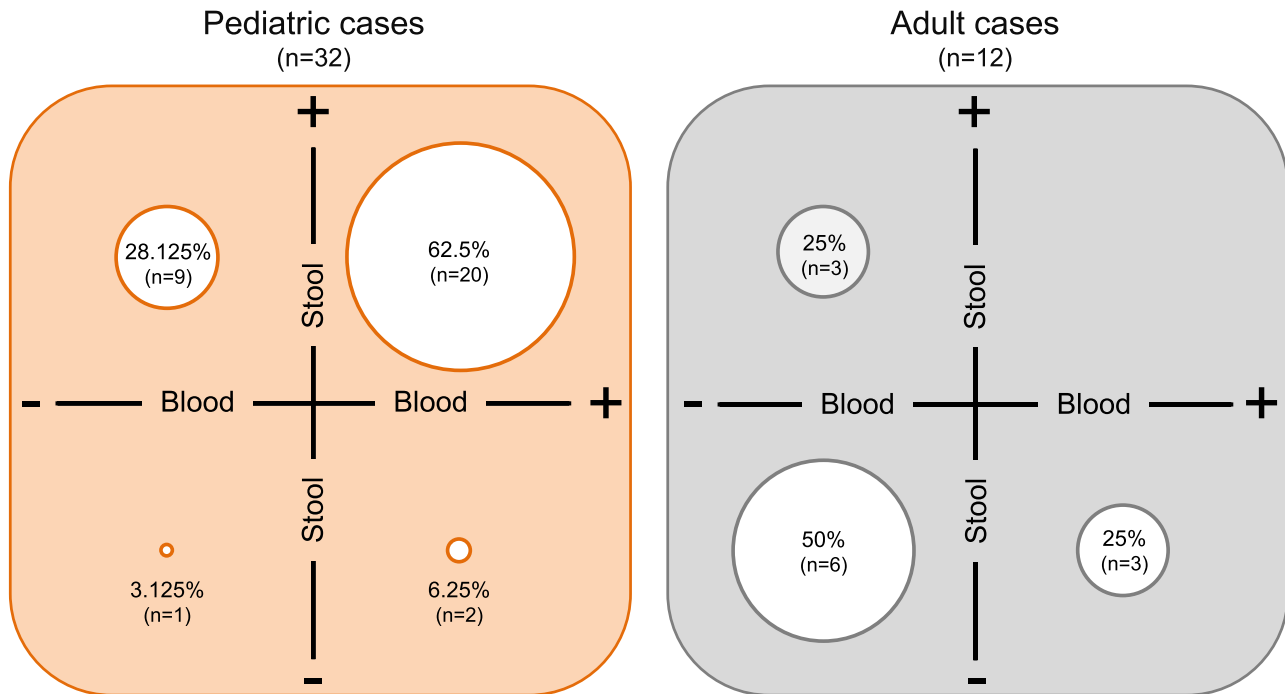 Pediatric cases
(n=32)
+
28.125%
(n=9)
62.5%
(n=20)
Stool
- Blood Blood +
Stool
3.125%
(n=1)
6.25%
(n=2)
-
Adult cases
(n=12)
+
25%
(n=3)
Stool
- Blood Blood +
Stool
50%
(n=6)
25%
(n=3)
-